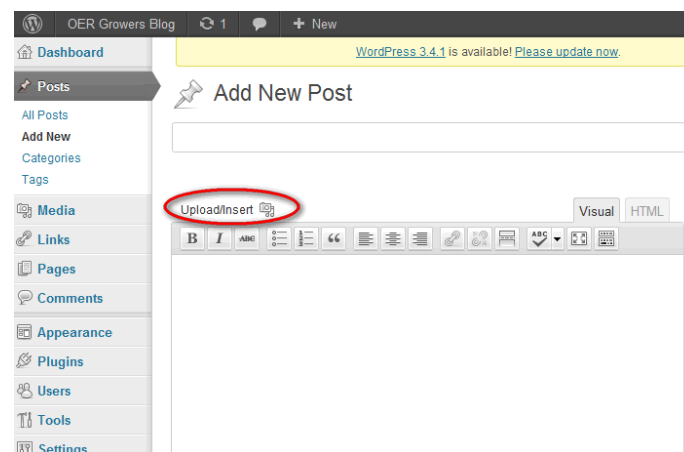 OER Growers Blog 1 + New
Dashboard
WordPress 3.4.1 is available! Please update now.
Posts
Add New Post
All Posts
Add New
Categories
Tags
Media
Upload/Insert
Visual HTML
Links
B I ABC “ ABC
Pages
Comments
Appearance
Plugins
Users
Tools
Settings